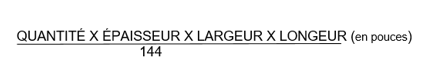 QUANTITÉ X ÉPAISSEUR X LARGEUR X LONGEUR (en pouces)
144